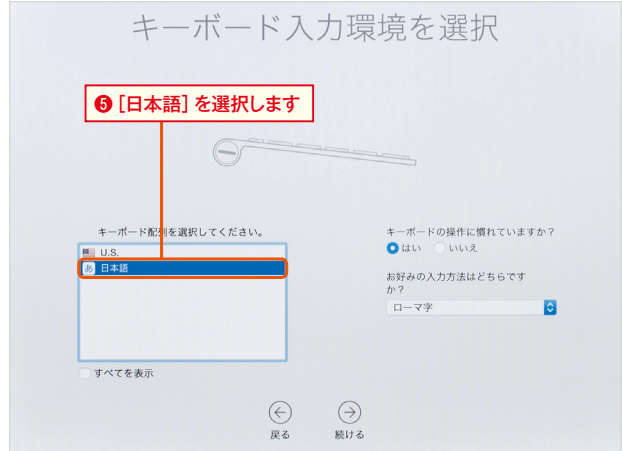 キーボード入力環境を選択
❺［日本語］を選択します
キーボード配列を選択してください。
U.S.
あ 日本語
すべてを表示
キーボードの操作に慣れていますか？
はい いいえ
お好みの入力方法はどちらです
か？
ローマ字
戻る 続ける